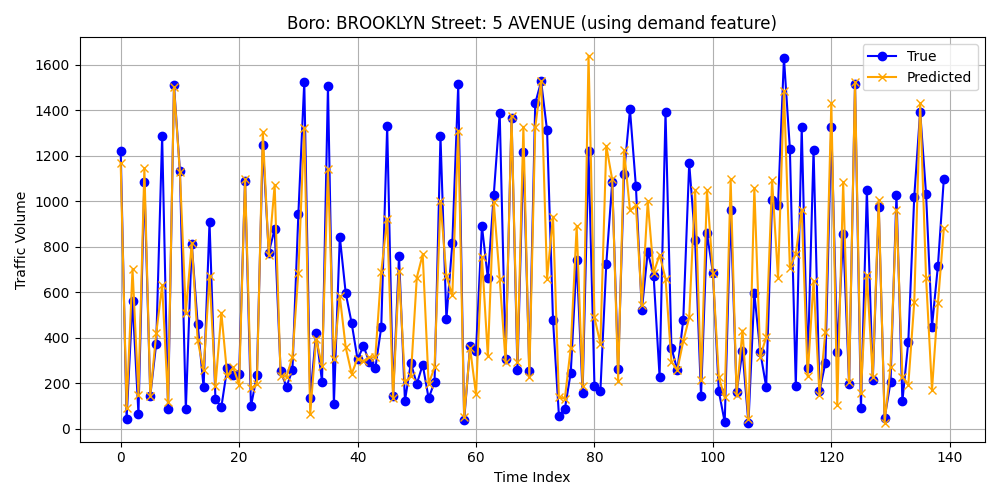 Boro: BROOKLYN Street: 5 AVENUE (using demand feature)
True
Predicted
Traffic Volume
1600
1400
1200
1000
800
600
400
200
0
0 20 40 60 80 100 120 140
Time Index